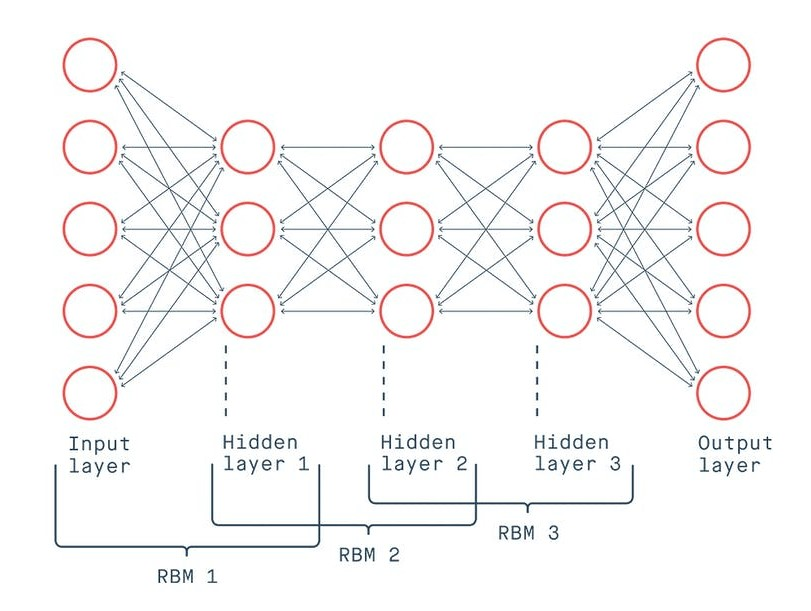 Input
layer
Hidden
layer 1
Hidden
layer 2
Hidden
layer 3
Output
layer
RBM 3
RBM 2
RBM 1